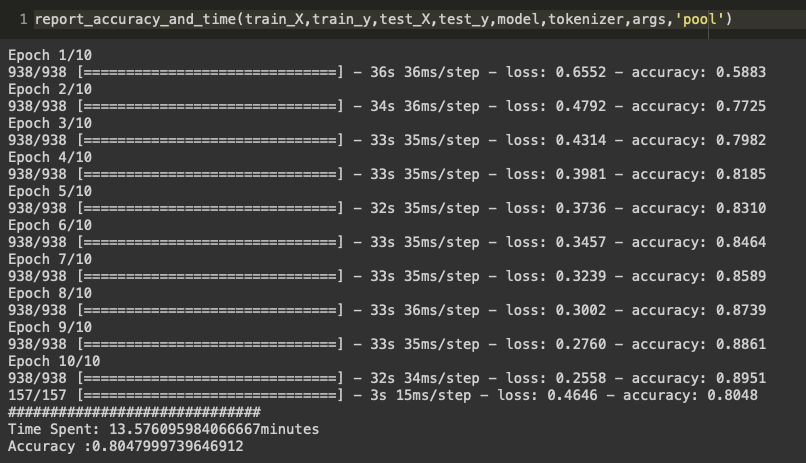 1 report_accuracy_and_time(train_X,train_y,test_X,test_y,model,tokenizer,args,'pool')
Epoch 1/10
938/938 [==============================] - 36s 36ms/step - loss: 0.6552 - accuracy: 0.5883
Epoch 2/10
938/938 [==============================] - 34s 36ms/step - loss: 0.4792 - accuracy: 0.7725
Epoch 3/10
938/938 [==============================] - 33s 35ms/step - loss: 0.4314 - accuracy: 0.7982
Epoch 4/10
938/938 [==============================] - 33s 35ms/step - loss: 0.3981 - accuracy: 0.8185
Epoch 5/10
938/938 [==============================] - 32s 35ms/step - loss: 0.3736 - accuracy: 0.8310
Epoch 6/10
938/938 [==============================] - 33s 35ms/step - loss: 0.3457 - accuracy: 0.8464
Epoch 7/10
938/938 [==============================] - 33s 35ms/step - loss: 0.3239 - accuracy: 0.8589
Epoch 8/10
938/938 [==============================] - 33s 36ms/step - loss: 0.3002 - accuracy: 0.8739
Epoch 9/10
938/938 [==============================] - 33s 35ms/step - loss: 0.2760 - accuracy: 0.8861
Epoch 10/10
938/938 [==============================] - 32s 34ms/step - loss: 0.2558 - accuracy: 0.8951
157/157 [==============================] - 3s 15ms/step - loss: 0.4646 - accuracy: 0.8048
##############################
Time Spent: 13.576095984066667minutes
Accuracy :0.8047999739646912